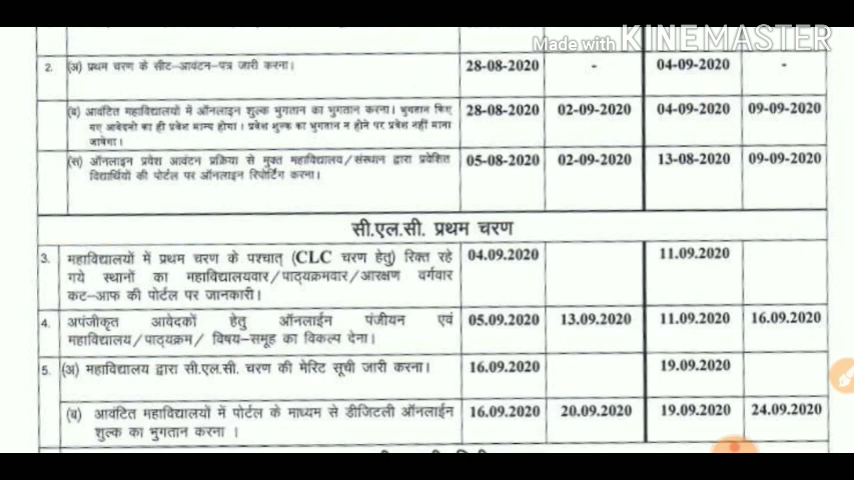 Made with KINEMASTER
2. (अ) प्रथम चरण के सीट–आवंटन–पत्र जारी करना। 28-08-2020 - 04-09-2020 -
(ब) आवंटित महाविद्यालयों में ऑनलाइन शुल्क भुगतान का भुगतान करना। भुगतान किए 28-08-2020 02-09-2020 04-09-2020 09-09-2020
गए आवेदनो का ही प्रवेश मान्य होगा। प्रवेश शुल्क का भुगतान न होने पर प्रवेश नहीं माना
जावेगा।
(स) ऑनलाइन प्रवेश आवंटन प्रक्रिया से मुक्त महाविद्यालय/संस्थान द्वारा प्रवेशित 05-08-2020 02-09-2020 13-08-2020 09-09-2020
विद्यार्थियों की पोर्टल पर ऑनलाइन रिपोर्टिंग करना।
सी.एल.सी. प्रथम चरण
3. महाविद्यालयों में प्रथम चरण के पश्चात् (CLC चरण हेतु) रिक्त रहे 04.09.2020 11.09.2020
गये स्थानों का महाविद्यालयवार/पाठ्यक्रमवार/आरक्षण वर्गवार
कट–आफ की पोर्टल पर जानकारी।
4. अपंजीकृत आवेदकों हेतु ऑनलाईन पंजीयन एवं 05.09.2020 13.09.2020 11.09.2020 16.09.2020
महाविद्यालय/पाठ्यक्रम/ विषय–समूह का विकल्प देना।
5. (अ) महाविद्यालय द्वारा सी.एल.सी. चरण की मेरिट सूची जारी करना। 16.09.2020 19.09.2020
(ब) आवंटित महाविद्यालयों में पोर्टल के माध्यम से डीजिटली ऑनलाईन 16.09.2020 20.09.2020 19.09.2020 24.09.2020
शुल्क का भुगतान करना ।